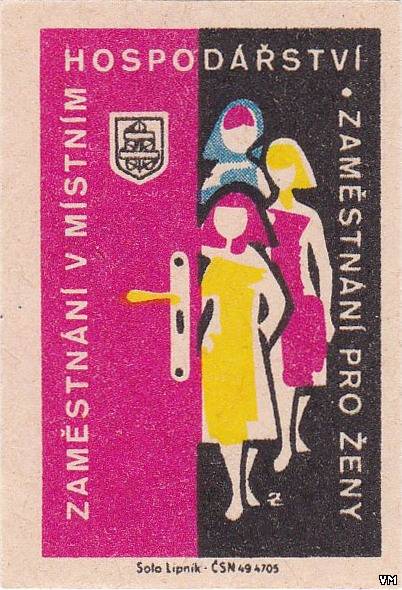 ZAMĚSTNÁNÍ V MÍSTNÍM
HOSPODÁŘSTVÍ •
ZAMĚSTNÁNÍ PRO ŽENY
Solo Lipník - ČSN 49 4705
VM